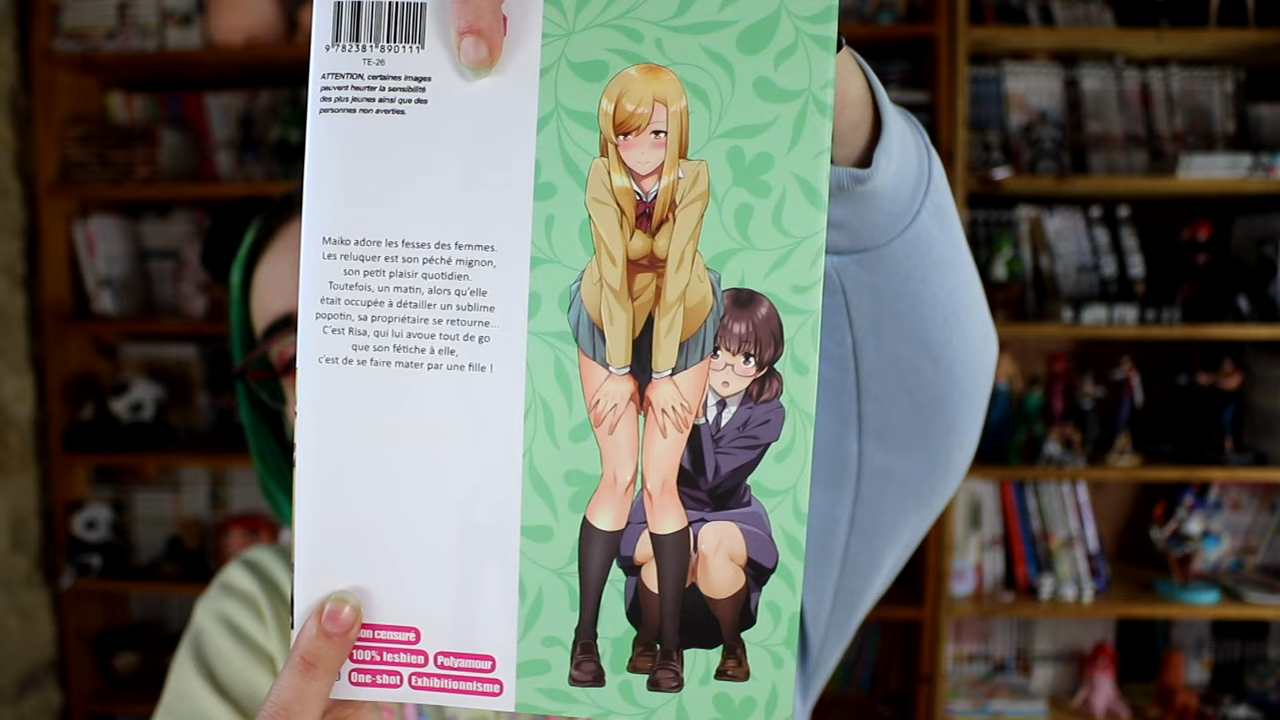 9 782381 890111
TE-26
ATTENTION, certaines images
peuvent heurter la sensibilité
des plus jeunes ainsi que des
personnes non averties.
Maiko adore les fesses des femmes.
Les reluquer est son péché mignon,
son petit plaisir quotidien.
Toutefois, un matin, alors qu'elle
était occupée à détailler un sublime
popotin, sa propriétaire se retourne...
C'est Risa, qui lui avoue tout de go
que son fétiche à elle,
c'est de se faire mater par une fille !
censuré
100% lesbien Polyamour
One-shot Exhibitionnisme